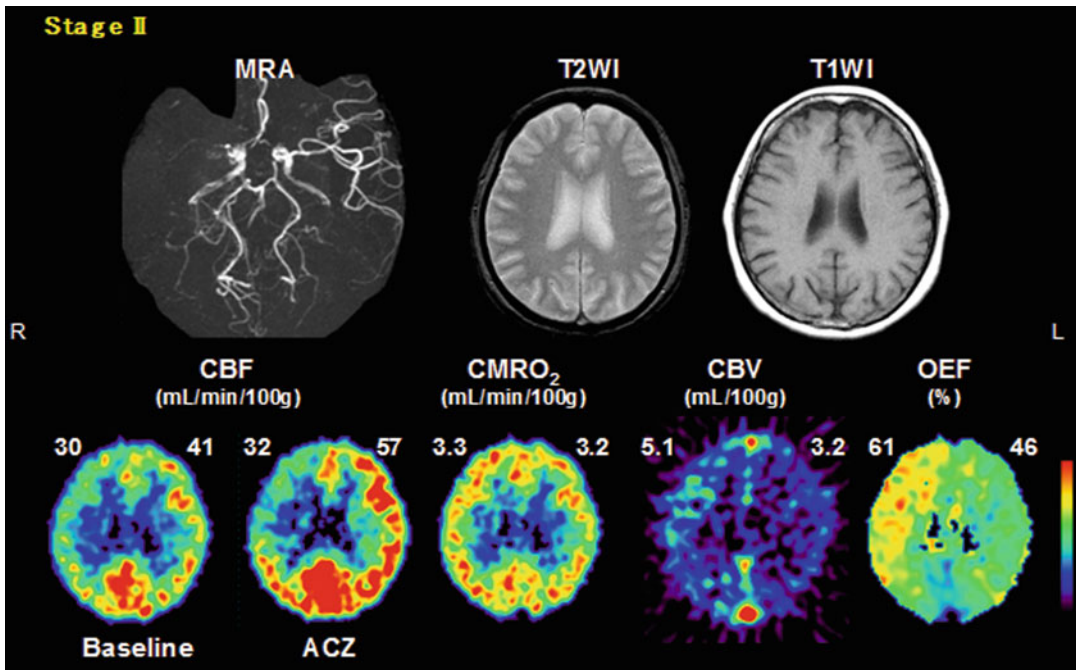 Stage Ⅱ
MRA
T2WI
T1WI
R
L
CBF
(mL/min/100g)
CMRO₂
(mL/min/100g)
CBV
(mL/100g)
OEF
(%)
30 41 32 57 3.3 3.2 5.1 3.2 61 46
Baseline
ACZ